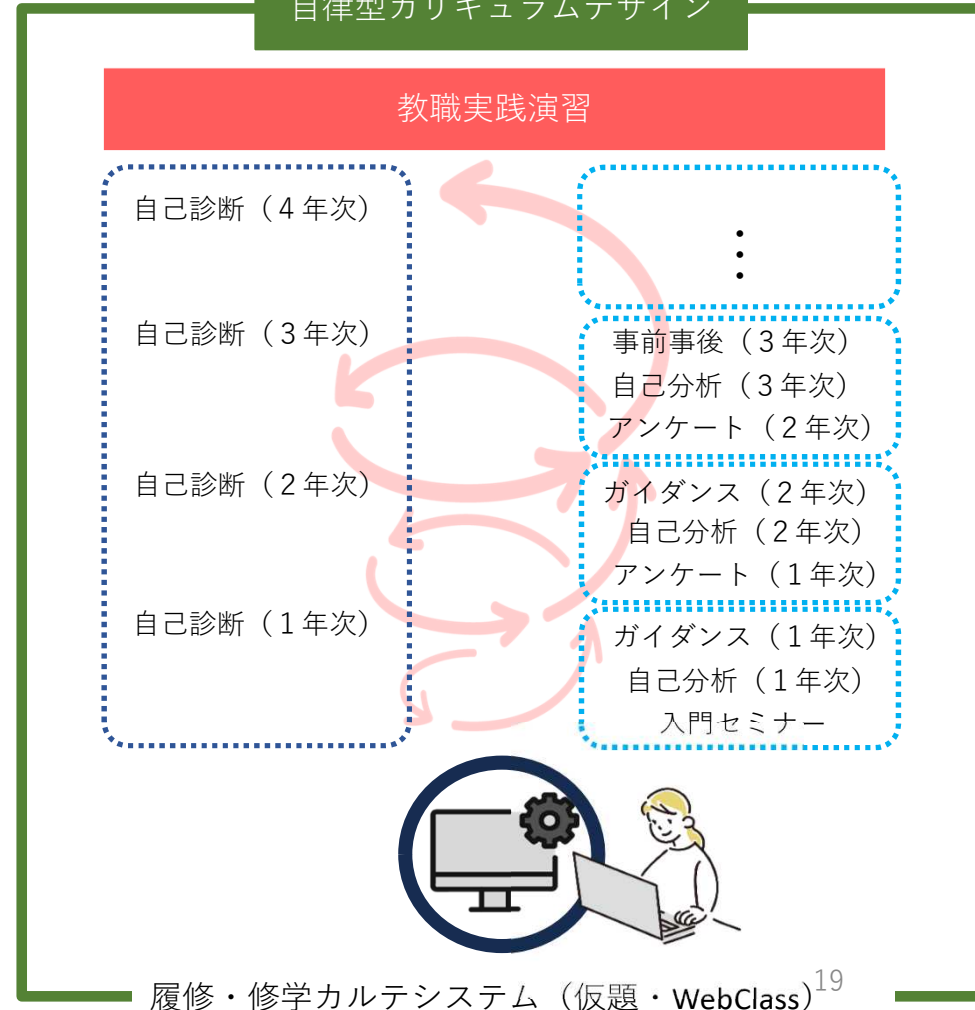 自律型カリキュラムデザイン
教職実践演習
自己診断（４年次）
自己診断（３年次）
自己診断（２年次）
自己診断（１年次）
⋮
事前事後（３年次）
自己分析（３年次）
アンケート（２年次）
ガイダンス（２年次）
自己分析（２年次）
アンケート（１年次）
ガイダンス（１年次）
自己分析（１年次）
入門セミナー
履修・修学カルテシステム（仮題・WebClass）
19